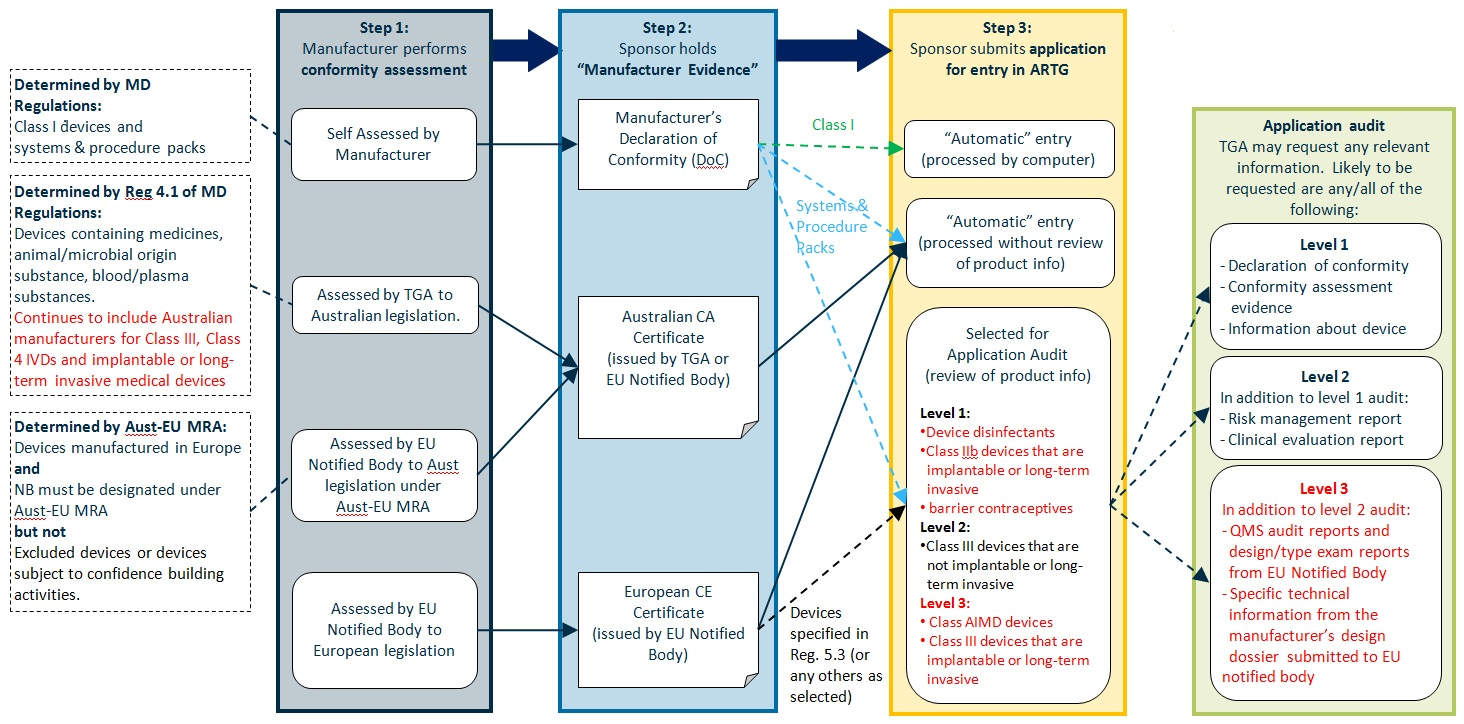 Determined by MD
Regulations:
Class I devices and
systems & procedure packs
Determined by Reg 4.1 of MD
Regulations:
Devices containing medicines,
animal/microbial origin
substance, blood/plasma
substances.
Continues to include Australian
manufacturers for Class III, Class
4 IVDs and implantable or long-
term invasive medical devices
Determined by Aust-EU MRA:
Devices manufactured in Europe
and
NB must be designated under
Aust-EU MRA
but not
Excluded devices or devices
subject to confidence building
activities.
Step 1:
Manufacturer performs
conformity assessment
Self Assessed by
Manufacturer
Assessed by TGA to
Australian legislation.
Assessed by EU
Notified Body to Aust
legislation under
Aust-EU MRA
Assessed by EU
Notified Body to
European legislation
Step 2:
Sponsor holds
“Manufacturer Evidence”
Manufacturer’s
Declaration of
Conformity (DoC)
Australian CA
Certificate
(issued by TGA or
EU Notified Body)
European CE
Certificate
(issued by EU Notified
Body)
Class I
Systems &
Procedure
Packs
Devices
specified in
Reg. 5.3 (or
any others as
selected)
Step 3:
Sponsor submits application
for entry in ARTG
“Automatic” entry
(processed by computer)
“Automatic” entry
(processed without review
of product info)
Selected for
Application Audit
(review of product info)
Level 1:
•Device disinfectants
•Class IIb devices that are
implantable or long-term
invasive
• barrier contraceptives
Level 2:
•Class III devices that are
not implantable or long-
term invasive
Level 3:
• Class AIMD devices
• Class III devices that are
implantable or long-term
invasive
Application audit
TGA may request any relevant
information. Likely to be
requested are any/all of the
following:
Level 1
- Declaration of conformity
- Conformity assessment
evidence
- Information about device
Level 2
In addition to level 1 audit:
- Risk management report
- Clinical evaluation report
Level 3
In addition to level 2 audit:
- QMS audit reports and
design/type exam reports
from EU Notified Body
- Specific technical
information from the
manufacturer’s design
dossier submitted to EU
notified body